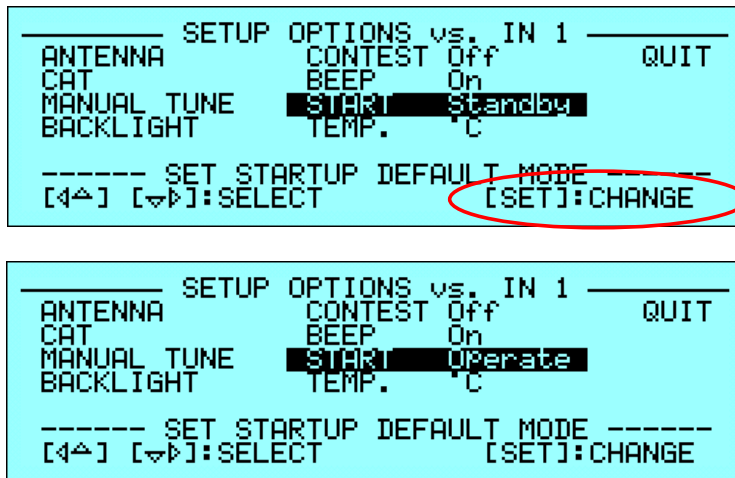 SETUP OPTIONS vs. IN 1
ANTENNA CONTEST Off QUIT
CAT BEEP On
MANUAL TUNE START Standby
BACKLIGHT TEMP. °C
------ SET STARTUP DEFAULT MODE ------
[◁△] [▽▷]:SELECT [SET]:CHANGE
SETUP OPTIONS vs. IN 1
ANTENNA CONTEST Off QUIT
CAT BEEP On
MANUAL TUNE START OPerate
BACKLIGHT TEMP. °C
------ SET STARTUP DEFAULT MODE ------
[◁△] [▽▷]:SELECT [SET]:CHANGE